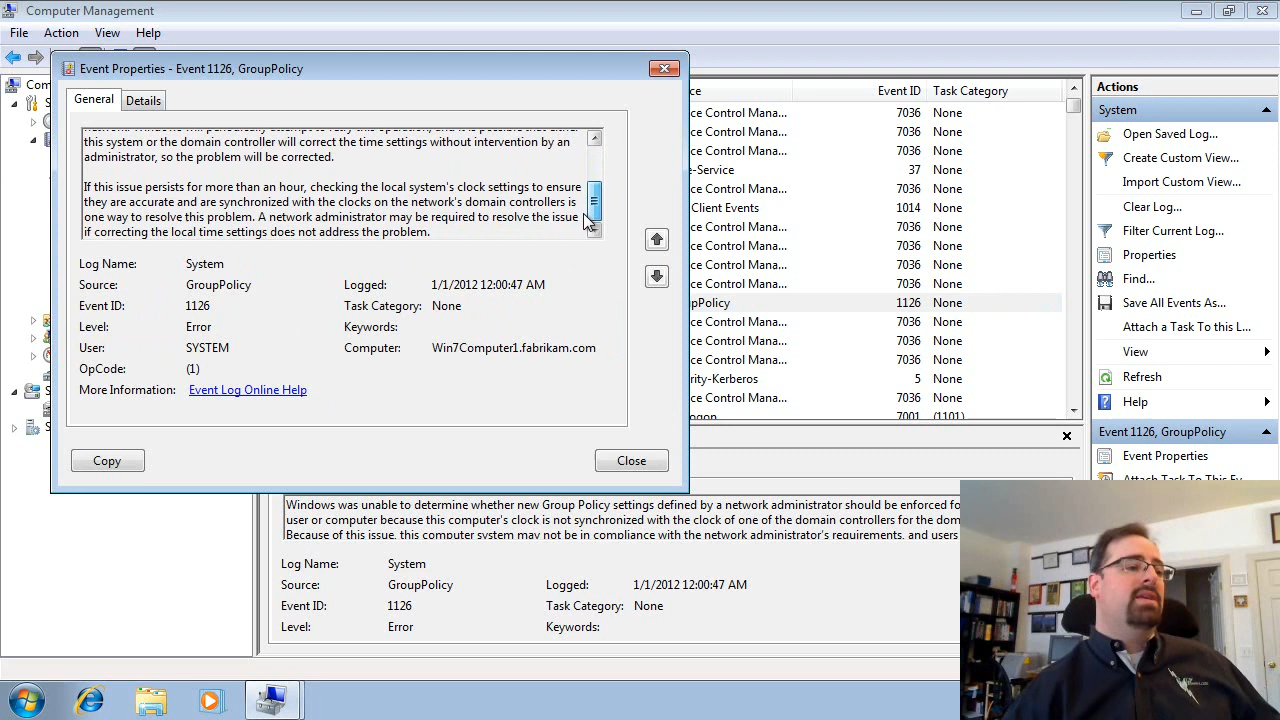 Computer Management
File Action View Help
Event Properties - Event 1126, GroupPolicy
General Details
this system or the domain controller will correct the time settings without intervention by an
administrator, so the problem will be corrected.
If this issue persists for more than an hour, checking the local system's clock settings to ensure
they are accurate and are synchronized with the clocks on the network's domain controllers is
one way to resolve this problem. A network administrator may be required to resolve the issue
if correcting the local time settings does not address the problem.
Log Name: System
Source: GroupPolicy Logged: 1/1/2012 12:00:47 AM
Event ID: 1126 Task Category: None
Level: Error Keywords:
User: SYSTEM Computer: Win7Computer1.fabrikam.com
OpCode: (1)
More Information: Event Log Online Help
Copy Close
Com
S
S
S
ce Event ID Task Category
ce Control Mana... 7036 None
ce Control Mana... 7036 None
ce Control Mana... 7036 None
-Service 37 None
ce Control Mana... 7036 None
Client Events 1014 None
ce Control Mana... 7036 None
ce Control Mana... 7036 None
ce Control Mana... 7036 None
ce Control Mana... 7036 None
upPolicy 1126 None
ce Control Mana... 7036 None
ce Control Mana... 7036 None
ce Control Mana... 7036 None
rity-Kerberos 5 None
ce Control Mana... 7036 None
ogon 7001 (1101)
Windows was unable to determine whether new Group Policy settings defined by a network administrator should be enforced fo
user or computer because this computer's clock is not synchronized with the clock of one of the domain controllers for the dom
Because of this issue, this computer system may not be in compliance with the network administrator's requirements, and users
Log Name: System
Source: GroupPolicy Logged: 1/1/2012 12:00:47 AM
Event ID: 1126 Task Category: None
Level: Error Keywords:
Actions
System
Open Saved Log...
Create Custom View...
Import Custom View...
Clear Log...
Filter Current Log...
Properties
Find...
Save All Events As...
Attach a Task To this L...
View
Refresh
Help
Event 1126, GroupPolicy
Event Properties
Attach Task To This Ev